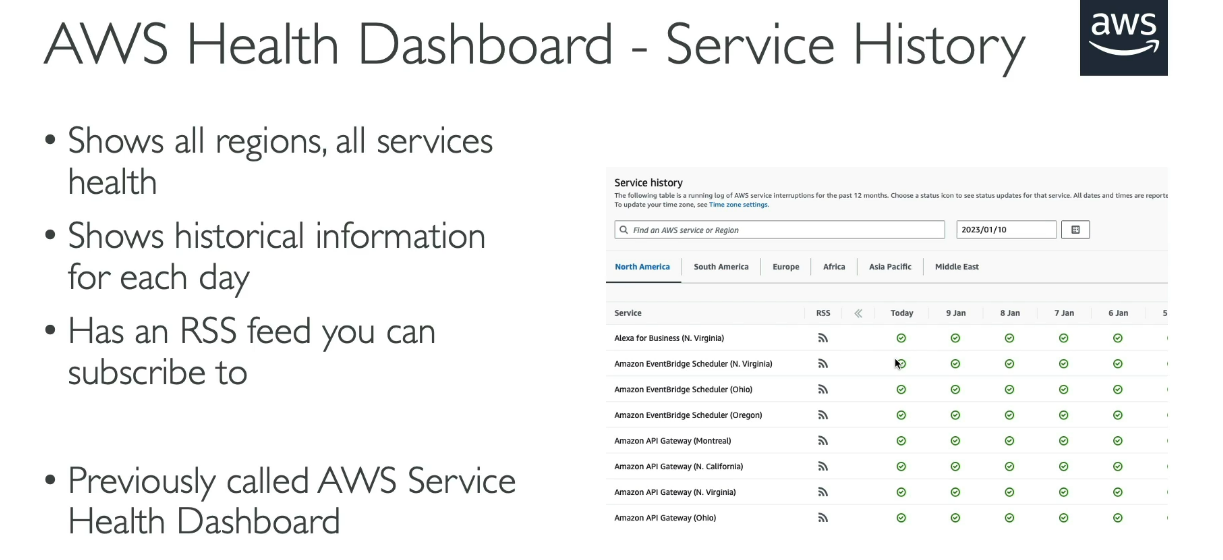 AWS Health Dashboard - Service History
aws
• Shows all regions, all services
health
• Shows historical information
for each day
• Has an RSS feed you can
subscribe to
• Previously called AWS Service
Health Dashboard
Service history
The following table is a running log of AWS service interruptions for the past 12 months. Choose a status icon to see status updates for that service. All dates and times are reporte
To update your time zone, see Time zone settings.
Find an AWS service or Region
2023/01/10
North America South America Europe Africa Asia Pacific Middle East
Service RSS Today 9 Jan 8 Jan 7 Jan 6 Jan 5
Alexa for Business (N. Virginia)
Amazon EventBridge Scheduler (N. Virginia)
Amazon EventBridge Scheduler (Ohio)
Amazon EventBridge Scheduler (Oregon)
Amazon API Gateway (Montreal)
Amazon API Gateway (N. California)
Amazon API Gateway (N. Virginia)
Amazon API Gateway (Ohio)